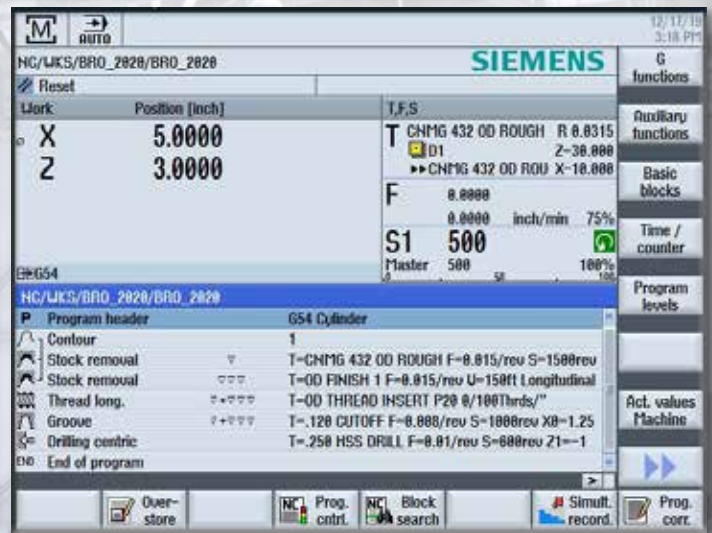 M AUTO
12/17/19
3:18 PM
NC/WKS/BRO_2020/BRO_2020
SIEMENS
G functions
Reset
Work Position [inch] T,F,S
X 5.0000
Z 3.0000
T CNMG 432 OD ROUGH R 0.0315
D1 Z-30.000
▸▸CNMG 432 OD ROU X-10.000
F 0.0000
0.0000 inch/min 75%
S1 500
Master 500 100%
0 50 100
G54
Auxiliary functions
Basic blocks
Time / counter
Program levels
Act. values Machine
NC/WKS/BRO_2020/BRO_2020
P Program header G54 Cylinder
Contour 1
Stock removal ▽ T=CNMG 432 OD ROUGH F=0.015/rev S=1500rev
Stock removal ▽▽▽ T=OD FINISH 1 F=0.015/rev U=150ft Longitudinal
Thread long. ▽+▽▽▽ T=OD THREAD INSERT P20 0/100Thrds/"
Groove ▽+▽▽▽ T=.120 CUTOFF F=0.008/rev S=1000rev X0=1.25
Drilling centric T=.250 HSS DRILL F=0.01/rev S=600rev Z1=-1
END End of program
Over-store
NC Prog. cntrl.
NC Block search
Simult. record.
Prog. corr.